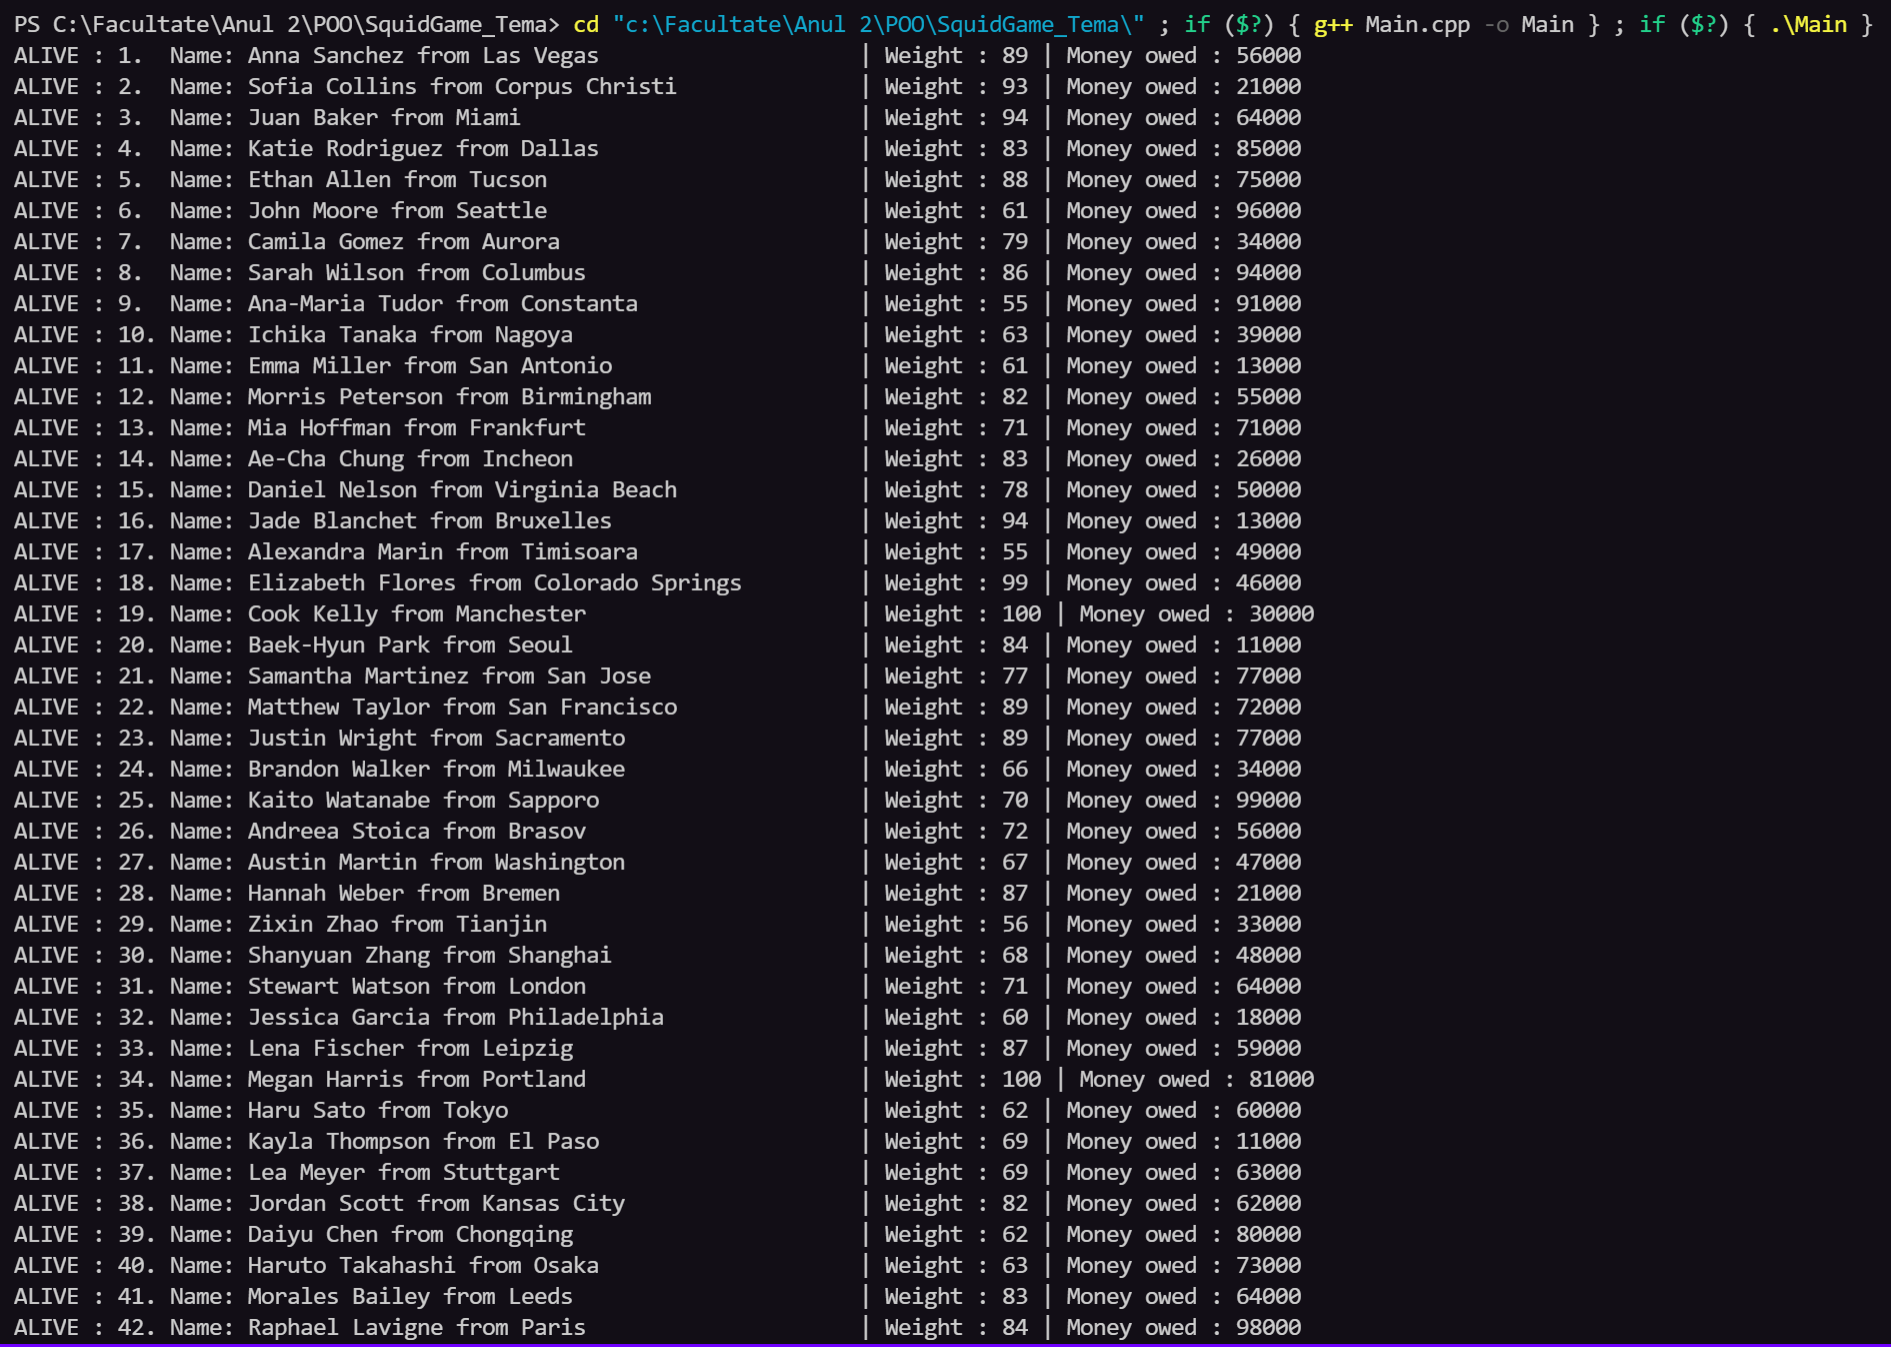 PS C:\Facultate\Anul 2\POO\SquidGame_Tema> cd "c:\Facultate\Anul 2\POO\SquidGame_Tema\" ; if ($?) { g++ Main.cpp -o Main } ; if ($?) { .\Main }
ALIVE : 1.  Name: Anna Sanchez from Las Vegas                    | Weight : 89 | Money owed : 56000
ALIVE : 2.  Name: Sofia Collins from Corpus Christi              | Weight : 93 | Money owed : 21000
ALIVE : 3.  Name: Juan Baker from Miami                          | Weight : 94 | Money owed : 64000
ALIVE : 4.  Name: Katie Rodriguez from Dallas                    | Weight : 83 | Money owed : 85000
ALIVE : 5.  Name: Ethan Allen from Tucson                        | Weight : 88 | Money owed : 75000
ALIVE : 6.  Name: John Moore from Seattle                        | Weight : 61 | Money owed : 96000
ALIVE : 7.  Name: Camila Gomez from Aurora                       | Weight : 79 | Money owed : 34000
ALIVE : 8.  Name: Sarah Wilson from Columbus                     | Weight : 86 | Money owed : 94000
ALIVE : 9.  Name: Ana-Maria Tudor from Constanta                 | Weight : 55 | Money owed : 91000
ALIVE : 10. Name: Ichika Tanaka from Nagoya                      | Weight : 63 | Money owed : 39000
ALIVE : 11. Name: Emma Miller from San Antonio                   | Weight : 61 | Money owed : 13000
ALIVE : 12. Name: Morris Peterson from Birmingham                | Weight : 82 | Money owed : 55000
ALIVE : 13. Name: Mia Hoffman from Frankfurt                     | Weight : 71 | Money owed : 71000
ALIVE : 14. Name: Ae-Cha Chung from Incheon                      | Weight : 83 | Money owed : 26000
ALIVE : 15. Name: Daniel Nelson from Virginia Beach              | Weight : 78 | Money owed : 50000
ALIVE : 16. Name: Jade Blanchet from Bruxelles                   | Weight : 94 | Money owed : 13000
ALIVE : 17. Name: Alexandra Marin from Timisoara                 | Weight : 55 | Money owed : 49000
ALIVE : 18. Name: Elizabeth Flores from Colorado Springs         | Weight : 99 | Money owed : 46000
ALIVE : 19. Name: Cook Kelly from Manchester                     | Weight : 100 | Money owed : 30000
ALIVE : 20. Name: Baek-Hyun Park from Seoul                      | Weight : 84 | Money owed : 11000
ALIVE : 21. Name: Samantha Martinez from San Jose                | Weight : 77 | Money owed : 77000
ALIVE : 22. Name: Matthew Taylor from San Francisco              | Weight : 89 | Money owed : 72000
ALIVE : 23. Name: Justin Wright from Sacramento                  | Weight : 89 | Money owed : 77000
ALIVE : 24. Name: Brandon Walker from Milwaukee                  | Weight : 66 | Money owed : 34000
ALIVE : 25. Name: Kaito Watanabe from Sapporo                    | Weight : 70 | Money owed : 99000
ALIVE : 26. Name: Andreea Stoica from Brasov                     | Weight : 72 | Money owed : 56000
ALIVE : 27. Name: Austin Martin from Washington                  | Weight : 67 | Money owed : 47000
ALIVE : 28. Name: Hannah Weber from Bremen                       | Weight : 87 | Money owed : 21000
ALIVE : 29. Name: Zixin Zhao from Tianjin                        | Weight : 56 | Money owed : 33000
ALIVE : 30. Name: Shanyuan Zhang from Shanghai                   | Weight : 68 | Money owed : 48000
ALIVE : 31. Name: Stewart Watson from London                     | Weight : 71 | Money owed : 64000
ALIVE : 32. Name: Jessica Garcia from Philadelphia               | Weight : 60 | Money owed : 18000
ALIVE : 33. Name: Lena Fischer from Leipzig                      | Weight : 87 | Money owed : 59000
ALIVE : 34. Name: Megan Harris from Portland                     | Weight : 100 | Money owed : 81000
ALIVE : 35. Name: Haru Sato from Tokyo                           | Weight : 62 | Money owed : 60000
ALIVE : 36. Name: Kayla Thompson from El Paso                    | Weight : 69 | Money owed : 11000
ALIVE : 37. Name: Lea Meyer from Stuttgart                       | Weight : 69 | Money owed : 63000
ALIVE : 38. Name: Jordan Scott from Kansas City                  | Weight : 82 | Money owed : 62000
ALIVE : 39. Name: Daiyu Chen from Chongqing                      | Weight : 62 | Money owed : 80000
ALIVE : 40. Name: Haruto Takahashi from Osaka                    | Weight : 63 | Money owed : 73000
ALIVE : 41. Name: Morales Bailey from Leeds                      | Weight : 83 | Money owed : 64000
ALIVE : 42. Name: Raphael Lavigne from Paris                     | Weight : 84 | Money owed : 98000